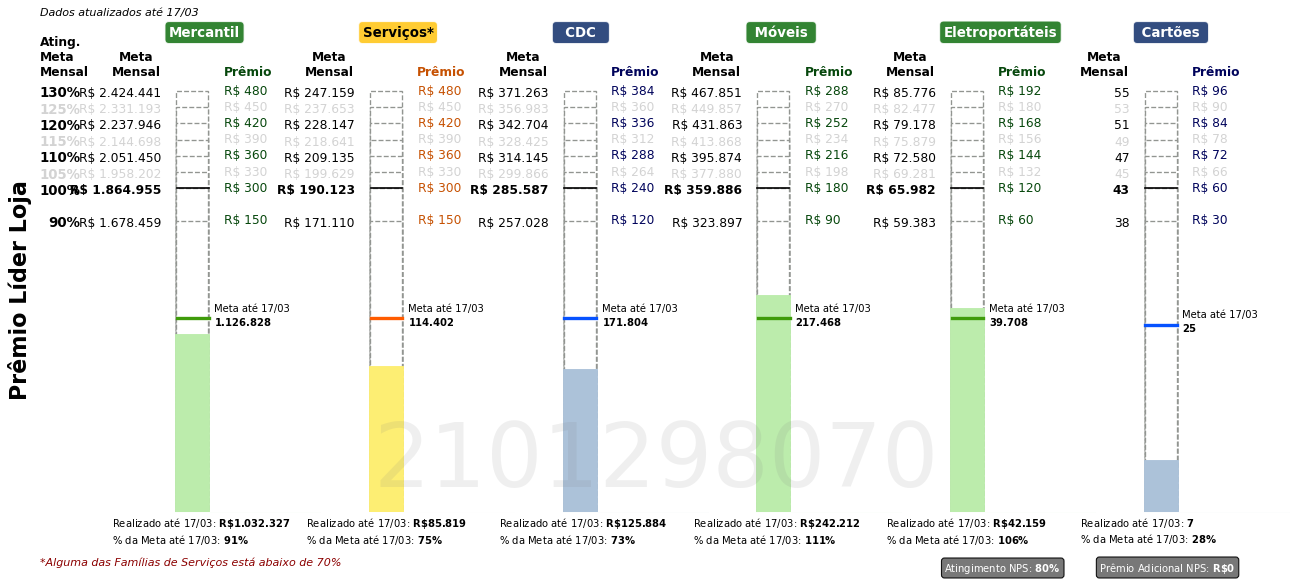 Dados atualizados até 17/03
Mercantil Serviços* CDC Móveis Eletroportáteis Cartões
Ating.
Meta Meta Meta Meta Meta Meta Meta
Mensal Mensal Prêmio Mensal Prêmio Mensal Prêmio Mensal Prêmio Mensal Prêmio Mensal Prêmio
130% R$ 2.424.441 R$ 480 R$ 247.159 R$ 480 R$ 371.263 R$ 384 R$ 467.851 R$ 288 R$ 85.776 R$ 192 55 R$ 96
125% R$ 2.331.193 R$ 450 R$ 237.653 R$ 450 R$ 356.983 R$ 360 R$ 449.857 R$ 270 R$ 82.477 R$ 180 53 R$ 90
120% R$ 2.237.946 R$ 420 R$ 228.147 R$ 420 R$ 342.704 R$ 336 R$ 431.863 R$ 252 R$ 79.178 R$ 168 51 R$ 84
115% R$ 2.144.698 R$ 390 R$ 218.641 R$ 390 R$ 328.425 R$ 312 R$ 413.868 R$ 234 R$ 75.879 R$ 156 49 R$ 78
110% R$ 2.051.450 R$ 360 R$ 209.135 R$ 360 R$ 314.145 R$ 288 R$ 395.874 R$ 216 R$ 72.580 R$ 144 47 R$ 72
105% R$ 1.958.202 R$ 330 R$ 199.629 R$ 330 R$ 299.866 R$ 264 R$ 377.880 R$ 198 R$ 69.281 R$ 132 45 R$ 66
100% R$ 1.864.955 R$ 300 R$ 190.123 R$ 300 R$ 285.587 R$ 240 R$ 359.886 R$ 180 R$ 65.982 R$ 120 43 R$ 60
90% R$ 1.678.459 R$ 150 R$ 171.110 R$ 150 R$ 257.028 R$ 120 R$ 323.897 R$ 90 R$ 59.383 R$ 60 38 R$ 30
Prêmio Líder Loja
Meta até 17/03 Meta até 17/03 Meta até 17/03 Meta até 17/03 Meta até 17/03 Meta até 17/03
1.126.828 114.402 171.804 217.468 39.708 25
2101298070
Realizado até 17/03: R$1.032.327 Realizado até 17/03: R$85.819 Realizado até 17/03: R$125.884 Realizado até 17/03: R$242.212 Realizado até 17/03: R$42.159 Realizado até 17/03: 7
% da Meta até 17/03: 91% % da Meta até 17/03: 75% % da Meta até 17/03: 73% % da Meta até 17/03: 111% % da Meta até 17/03: 106% % da Meta até 17/03: 28%
*Alguma das Famílias de Serviços está abaixo de 70% Atingimento NPS: 80% Prêmio Adicional NPS: R$0